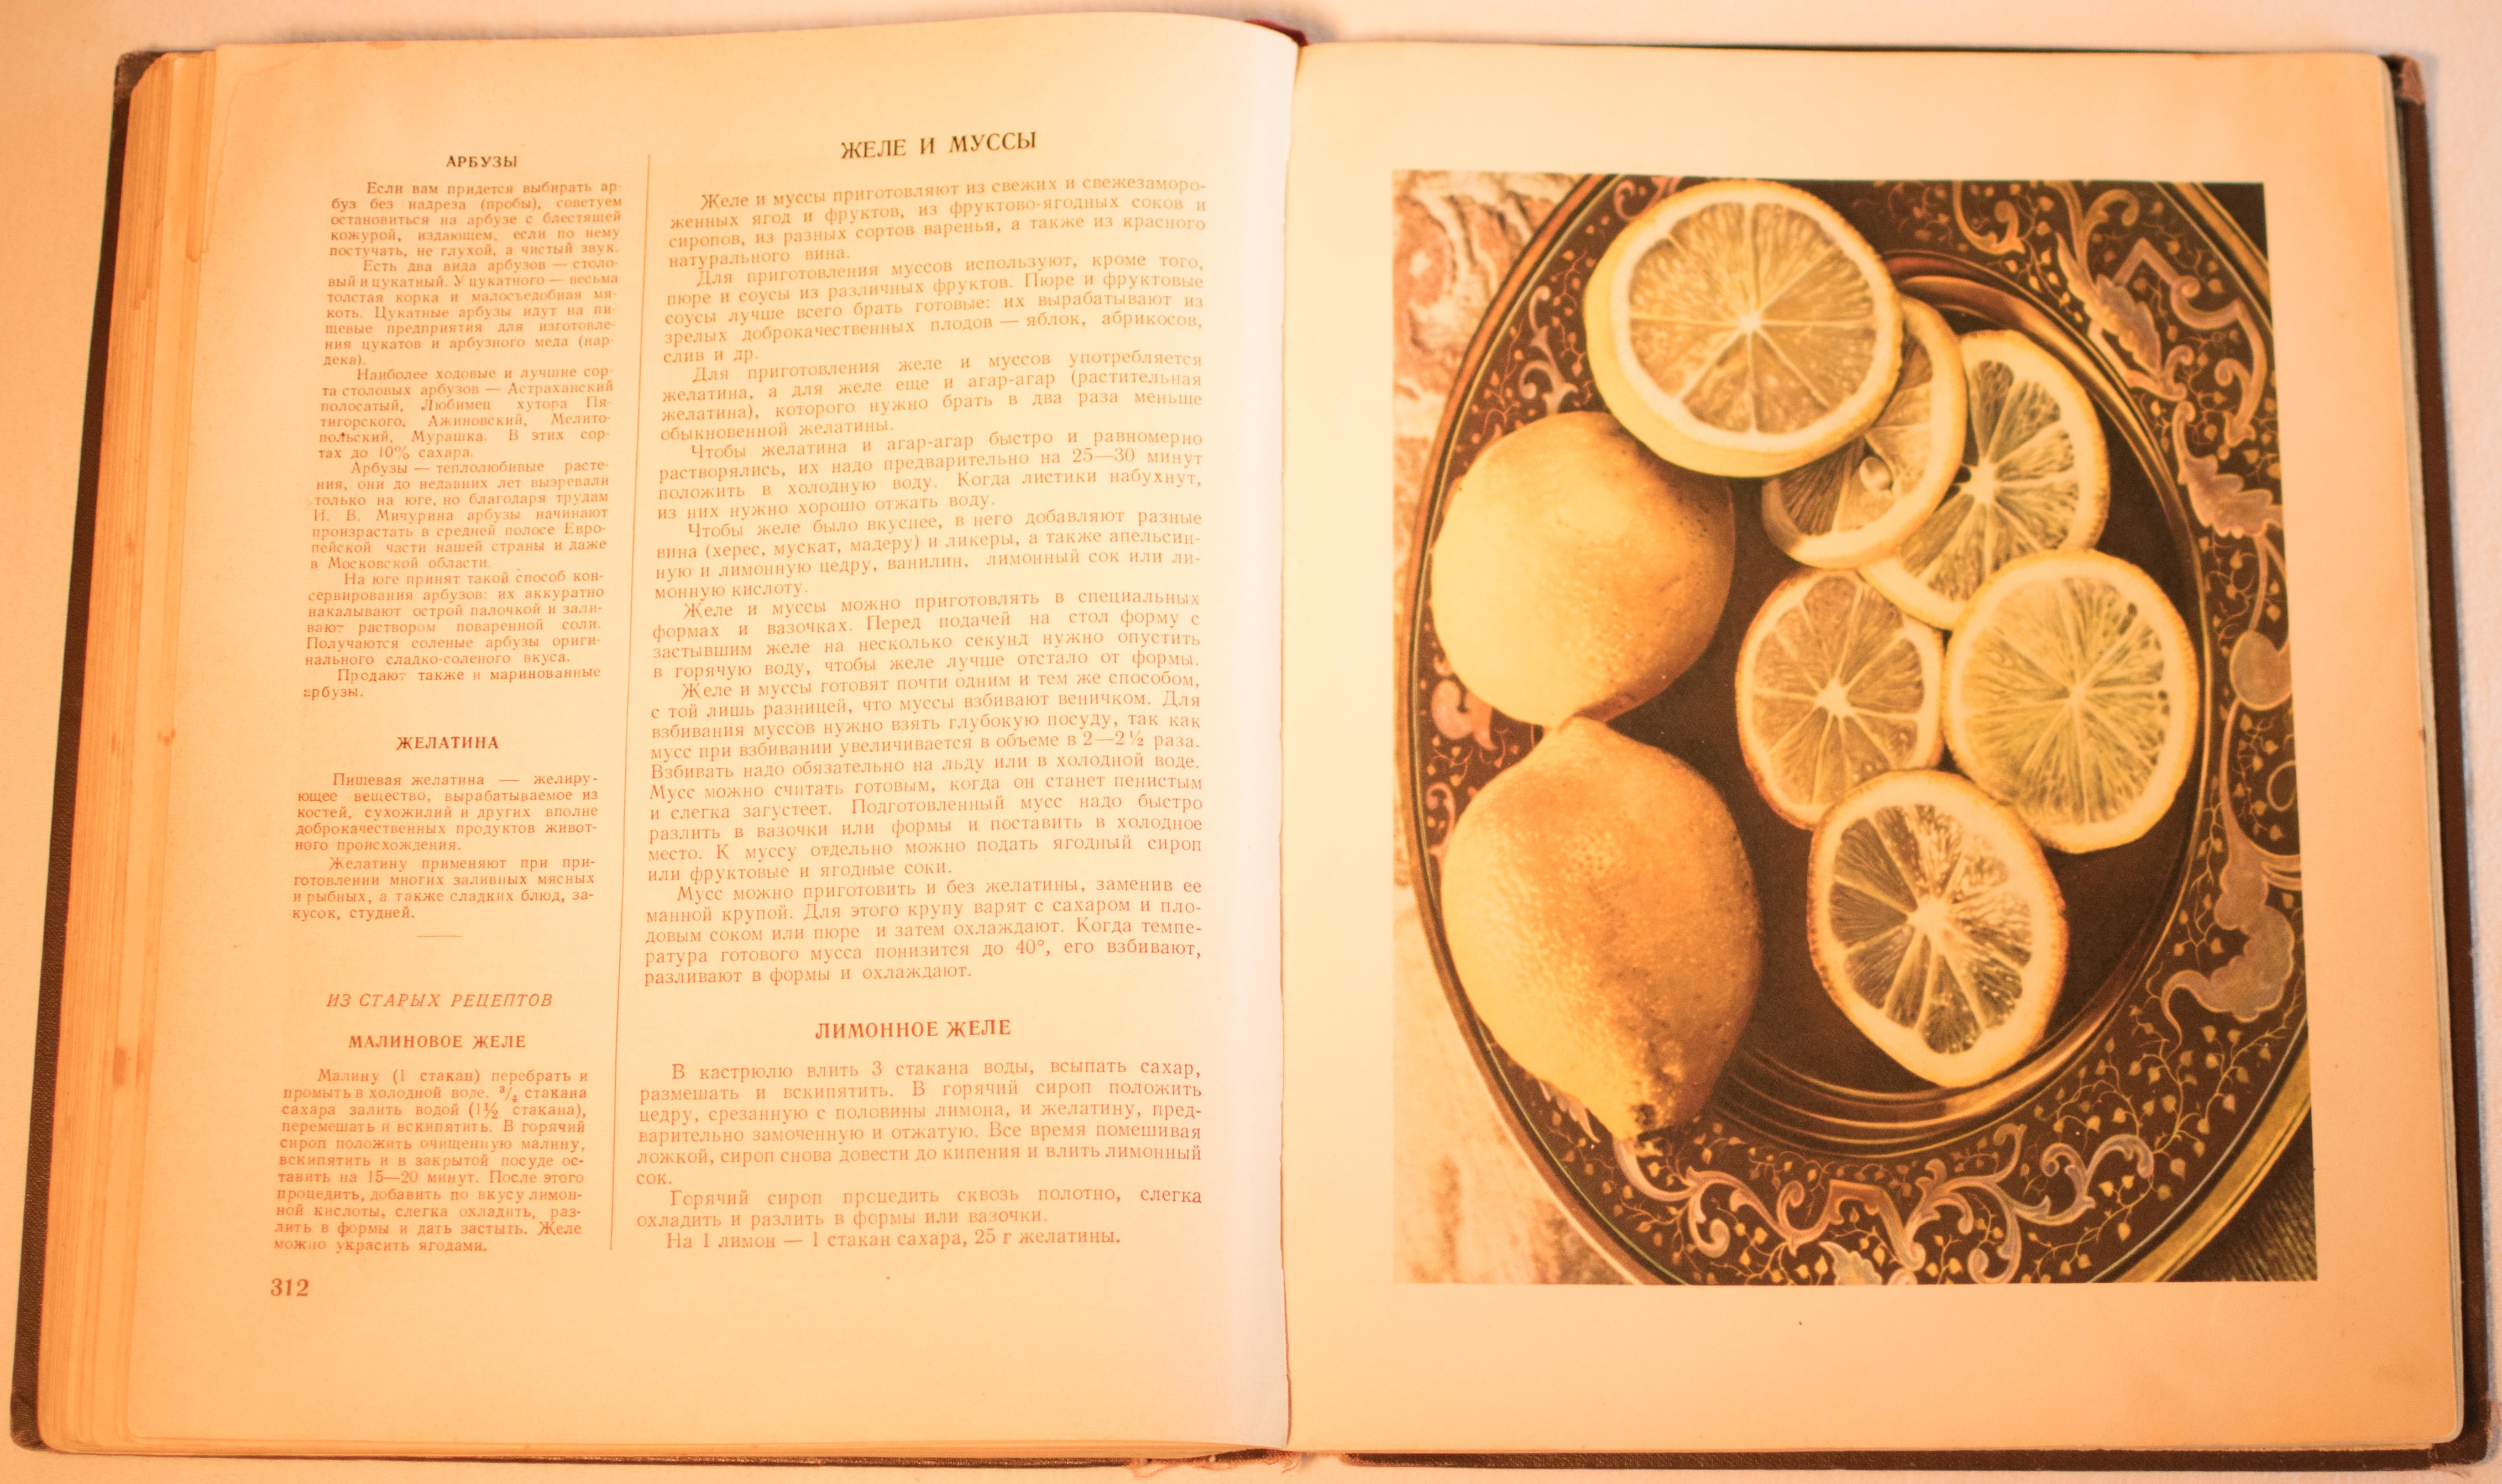 АРБУЗЫ
Если вам придется выбирать ар-
буз без надреза (пробы), советуем
остановиться на арбузе с блестящей
кожурой, издающем, если по нему
постучать, не глухой, а чистый звук.
Есть два вида арбузов — столо-
вый и цукатный. У цукатного — весьма
толстая корка и малосъедобная мя-
коть. Цукатные арбузы идут на пи-
щевые предприятия для изготовле-
ния цукатов и арбузного меда (нар-
дека).
Наиболее ходовые и лучшие сор-
та столовых арбузов — Астраханский
полосатый, Любимец хутора Пя-
тигорского, Ажиновский, Мелито-
польский, Мурашка. В этих сор-
тах до 10% сахара.
Арбузы — теплолюбивые расте-
ния, они до недавних лет вызревали
только на юге, но благодаря трудам
И. В. Мичурина арбузы начинают
произрастать в средней полосе Евро-
пейской части нашей страны и даже
в Московской области.
На юге принят такой способ кон-
сервирования арбузов: их аккуратно
накалывают острой палочкой и зали-
вают раствором поваренной соли.
Получаются соленые арбузы ориги-
нального сладко-соленого вкуса.
Продают также и маринованные
арбузы.
ЖЕЛАТИНА
Пищевая желатина — желиру-
ющее вещество, вырабатываемое из
костей, сухожилий и других вполне
доброкачественных продуктов живот-
ного происхождения.
Желатину применяют при при-
готовлении многих заливных мясных
и рыбных, а также сладких блюд, за-
кусок, студней.
ИЗ СТАРЫХ РЕЦЕПТОВ
МАЛИНОВОЕ ЖЕЛЕ
Малину (1 стакан) перебрать и
промыть в холодной воде. 3/4 стакана
сахара залить водой (1½ стакана),
перемешать и вскипятить. В горячий
сироп положить очищенную малину,
вскипятить и в закрытой посуде ос-
тавить на 15—20 минут. После этого
процедить, добавить по вкусу лимон-
ной кислоты, слегка охладить, раз-
лить в формы и дать застыть. Желе
можно украсить ягодами.
312
ЖЕЛЕ И МУССЫ
Желе и муссы приготовляют из свежих и свежезаморо-
женных ягод и фруктов, из фруктово-ягодных соков и
сиропов, из разных сортов варенья, а также из красного
натурального вина.
Для приготовления муссов используют, кроме того,
пюре и соусы из различных фруктов. Пюре и фруктовые
соусы лучше всего брать готовые: их вырабатывают из
зрелых доброкачественных плодов — яблок, абрикосов,
слив и др.
Для приготовления желе и муссов употребляется
желатина, а для желе еще и агар-агар (растительная
желатина), которого нужно брать в два раза меньше
обыкновенной желатины.
Чтобы желатина и агар-агар быстро и равномерно
растворялись, их надо предварительно на 25—30 минут
положить в холодную воду. Когда листики набухнут,
из них нужно хорошо отжать воду.
Чтобы желе было вкуснее, в него добавляют разные
вина (херес, мускат, мадеру) и ликеры, а также апельсин-
ную и лимонную цедру, ванилин, лимонный сок или ли-
монную кислоту.
Желе и муссы можно приготовлять в специальных
формах и вазочках. Перед подачей на стол форму с
застывшим желе на несколько секунд нужно опустить
в горячую воду, чтобы желе лучше отстало от формы.
Желе и муссы готовят почти одним и тем же способом,
с той лишь разницей, что муссы взбивают веничком. Для
взбивания муссов нужно взять глубокую посуду, так как
мусс при взбивании увеличивается в объеме в 2—2½ раза.
Взбивать надо обязательно на льду или в холодной воде.
Мусс можно считать готовым, когда он станет пенистым
и слегка загустеет. Подготовленный мусс надо быстро
разлить в вазочки или формы и поставить в холодное
место. К муссу отдельно можно подать ягодный сироп
или фруктовые и ягодные соки.
Мусс можно приготовить и без желатины, заменив ее
манной крупой. Для этого крупу варят с сахаром и пло-
довым соком или пюре и затем охлаждают. Когда темпе-
ратура готового мусса понизится до 40°, его взбивают,
разливают в формы и охлаждают.
ЛИМОННОЕ ЖЕЛЕ
В кастрюлю влить 3 стакана воды, всыпать сахар,
размешать и вскипятить. В горячий сироп положить
цедру, срезанную с половины лимона, и желатину, пред-
варительно замоченную и отжатую. Все время помешивая
ложкой, сироп снова довести до кипения и влить лимонный
сок.
Горячий сироп процедить сквозь полотно, слегка
охладить и разлить в формы или вазочки.
На 1 лимон — 1 стакан сахара, 25 г желатины.